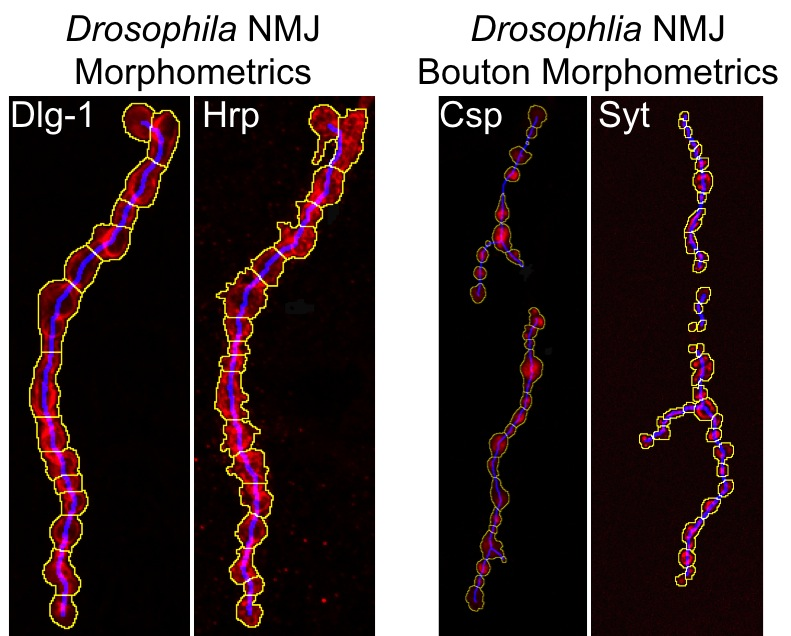 Drosophila NMJ
Morphometrics
Drosophlia NMJ
Bouton Morphometrics
Dlg-1
Hrp
Csp
Syt